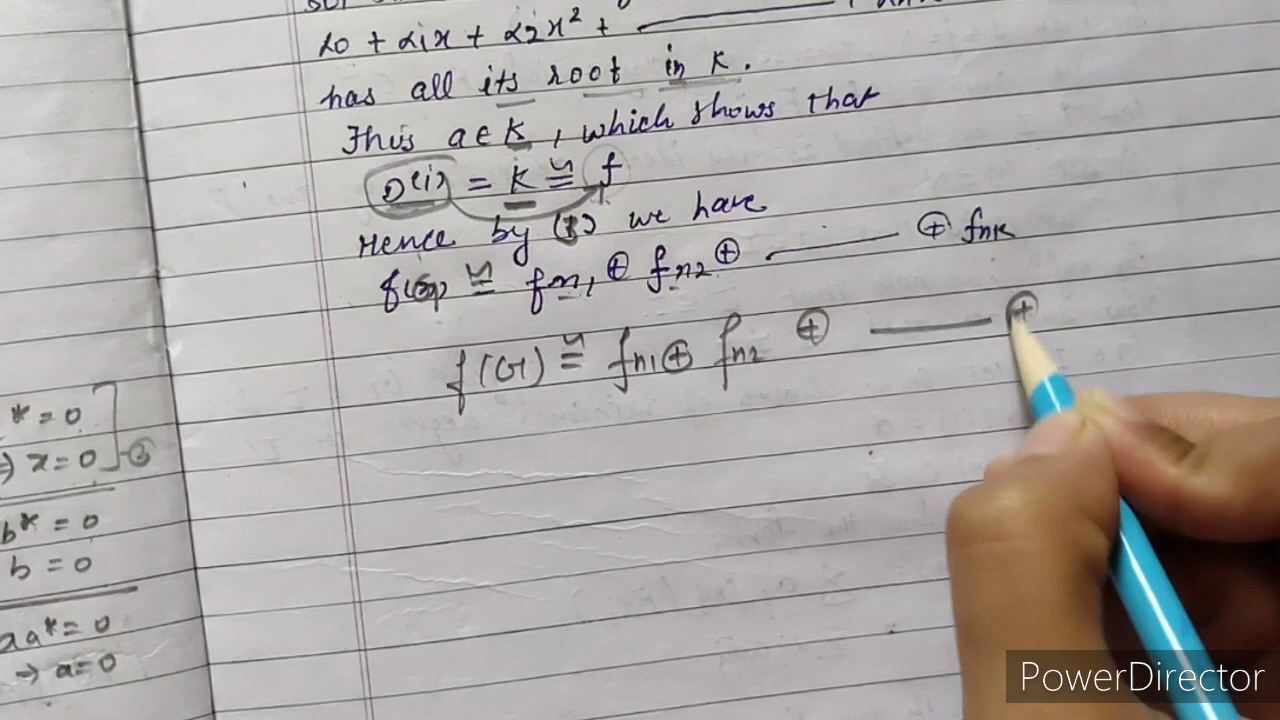 α0 + α1x + α2x² +
has all its root in K.
Thus a ∈ K, which shows that
D(i) = K ≅ f
Hence by we have
≅ fn1 ⊕ fn2 ⊕ ——— ⊕ fnk
f(G) ≅ fn1 ⊕ fn2 ⊕ ——— ⊕
* = 0
⇒ x = 0
b* = 0
b = 0
aa* = 0
→ a = 0
PowerDirector